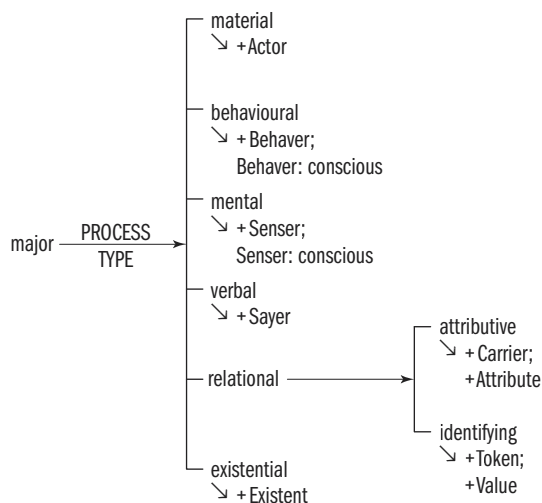 material
↘ +Actor
behavioural
↘ +Behaver;
Behaver: conscious
mental
↘ +Senser;
Senser: conscious
major
PROCESS
TYPE
verbal
↘ +Sayer
relational
attributive
↘ +Carrier;
+Attribute
identifying
↘ +Token;
+Value
existential
↘ +Existent